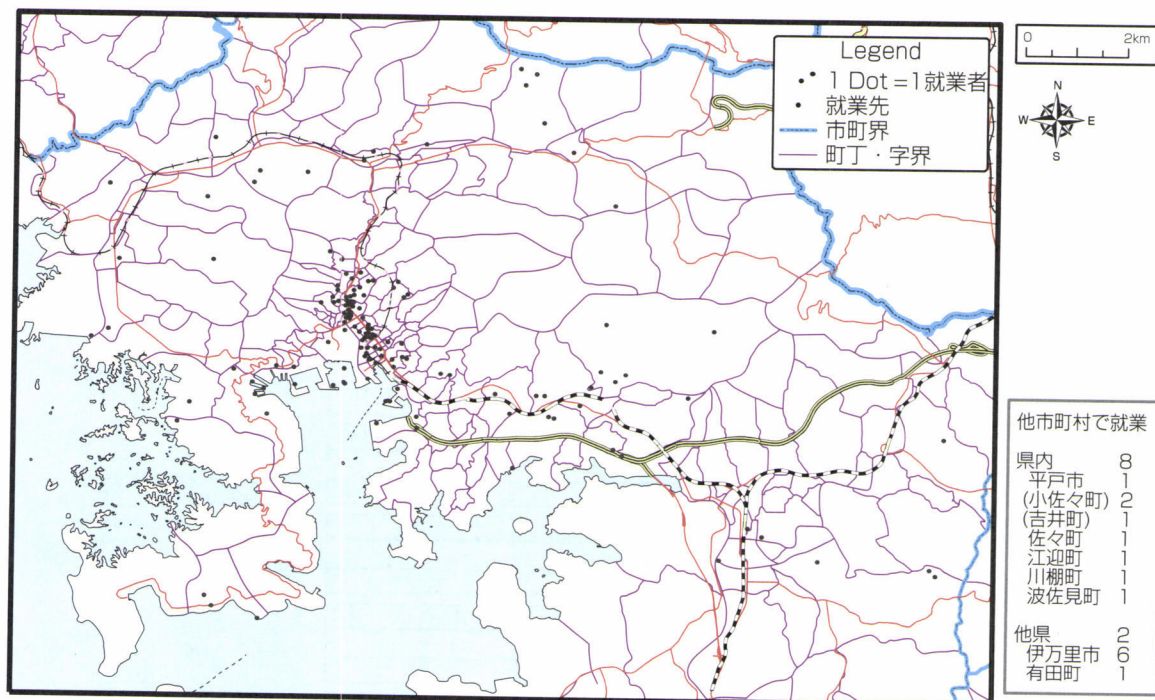 Legend
1 Dot =1就業者
就業先
市町界
町丁・字界
0 2km
N
W E
S
他市町村で就業
県内 8
平戸市 1
(小佐々町) 2
(吉井町) 1
佐々町 1
江迎町 1
川棚町 1
波佐見町 1
他県 2
伊万里市 6
有田町 1